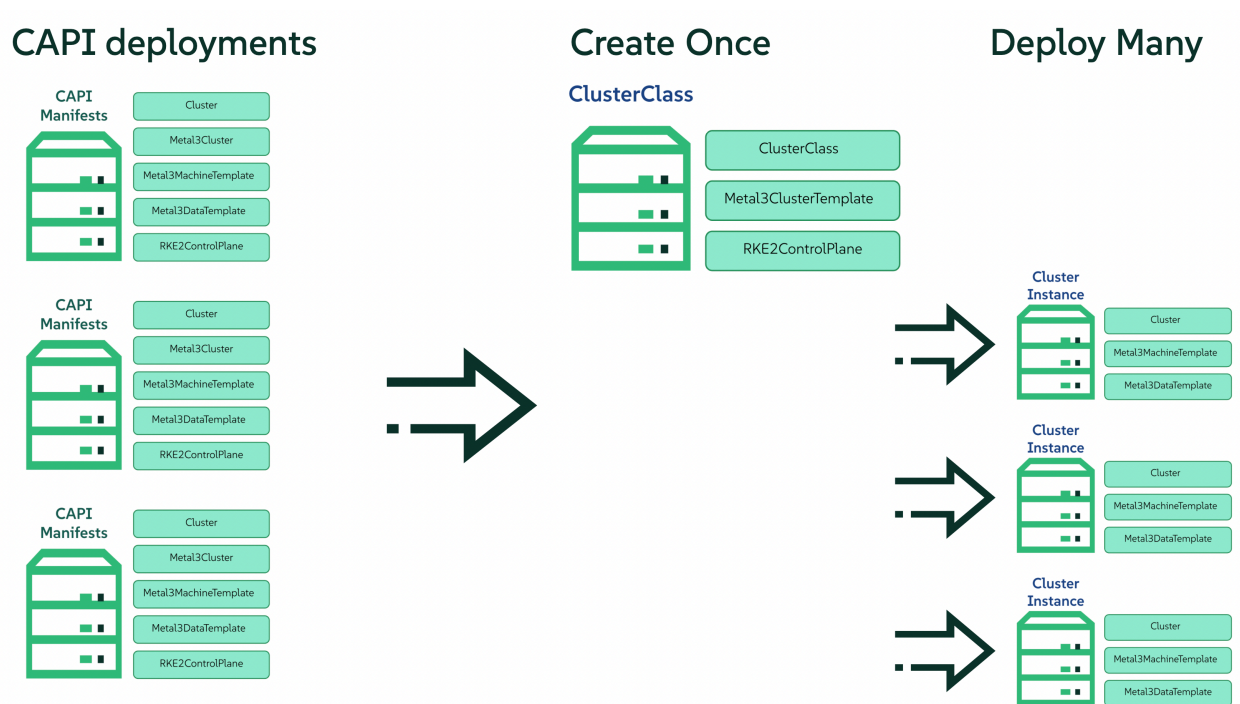 CAPI deployments
CAPI
Manifests
Cluster
Metal3Cluster
Metal3MachineTemplate
Metal3DataTemplate
RKE2ControlPlane
CAPI
Manifests
Cluster
Metal3Cluster
Metal3MachineTemplate
Metal3DataTemplate
RKE2ControlPlane
CAPI
Manifests
Cluster
Metal3Cluster
Metal3MachineTemplate
Metal3DataTemplate
RKE2ControlPlane
Create Once
ClusterClass
ClusterClass
Metal3ClusterTemplate
RKE2ControlPlane
Deploy Many
Cluster
Instance
Cluster
Metal3MachineTemplate
Metal3DataTemplate
Cluster
Instance
Cluster
Metal3MachineTemplate
Metal3DataTemplate
Cluster
Instance
Cluster
Metal3MachineTemplate
Metal3DataTemplate